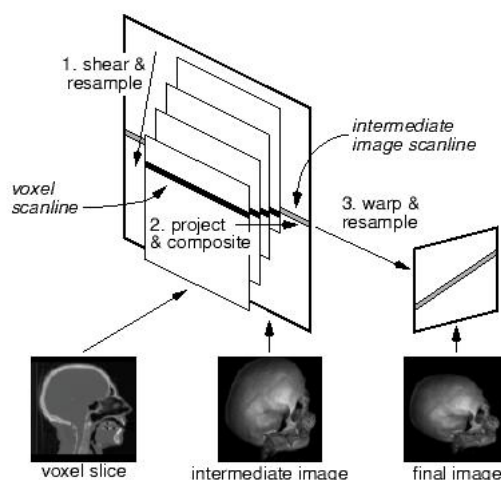 1. shear &
resample
intermediate
image scanline
voxel
scanline
2. project
& composite
3. warp &
resample
voxel slice
intermediate image
final image